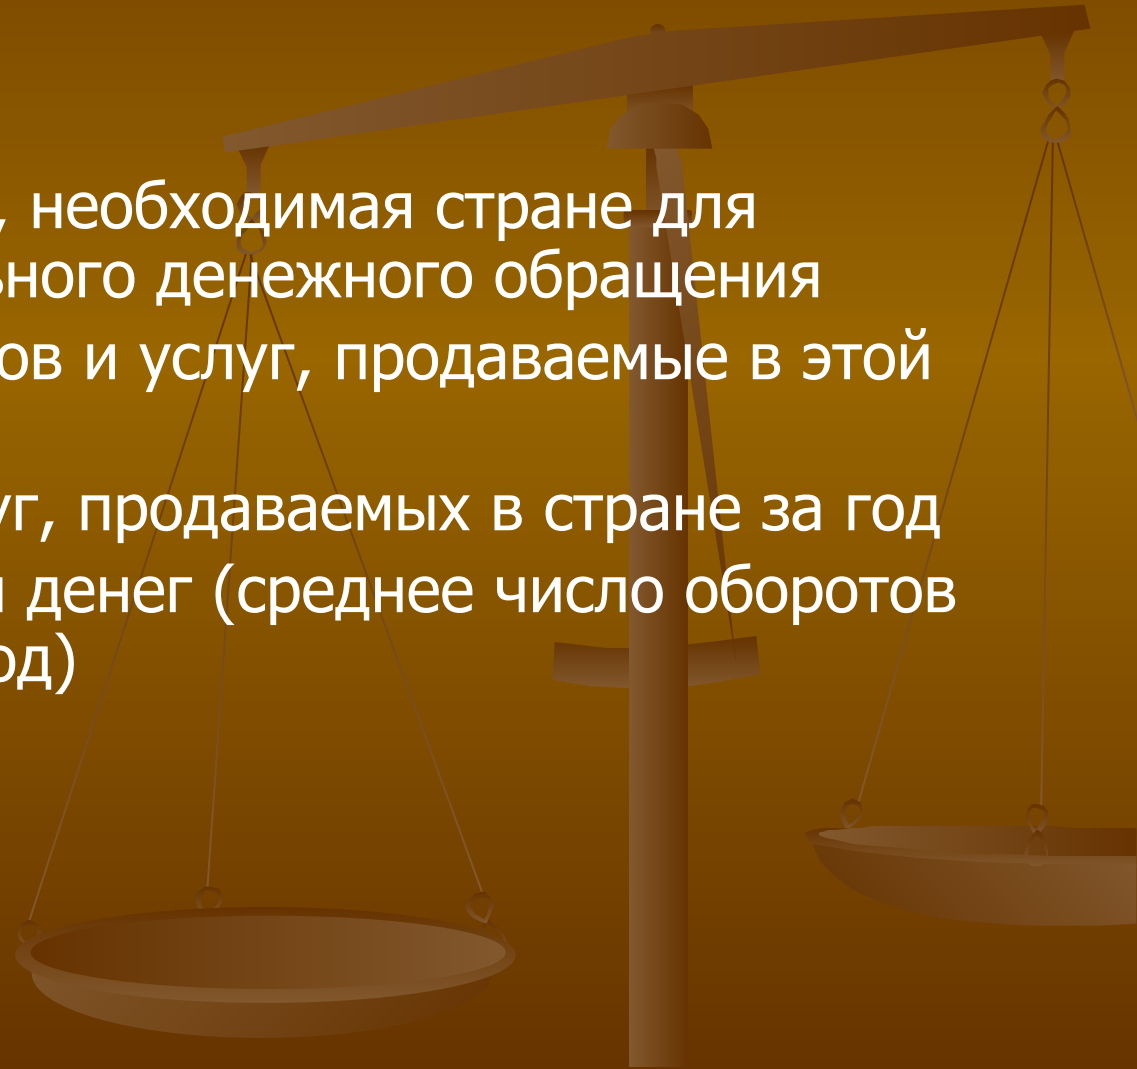 , необходимая стране для
ьного денежного обращения
ов и услуг, продаваемые в этой
уг, продаваемых в стране за год
и денег (среднее число оборотов
од)